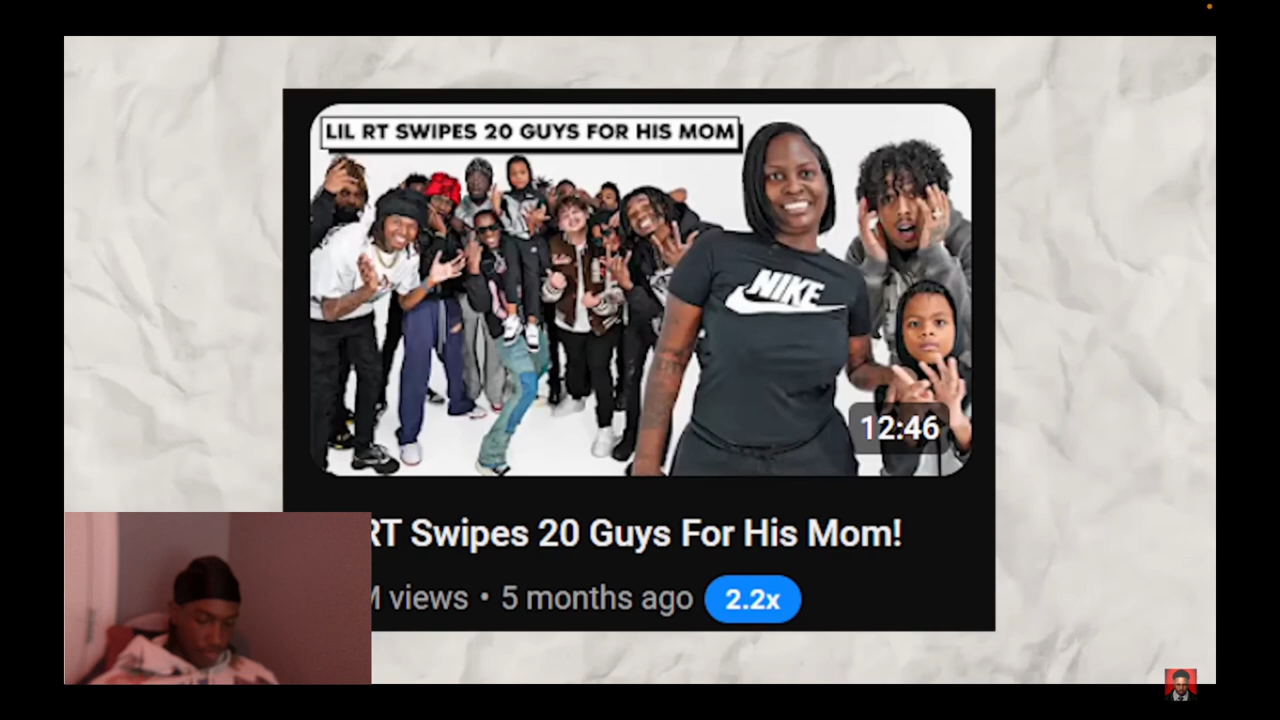 LIL RT SWIPES 20 GUYS FOR HIS MOM
NIKE
12:46
RT Swipes 20 Guys For His Mom!
M views • 5 months ago 2.2x